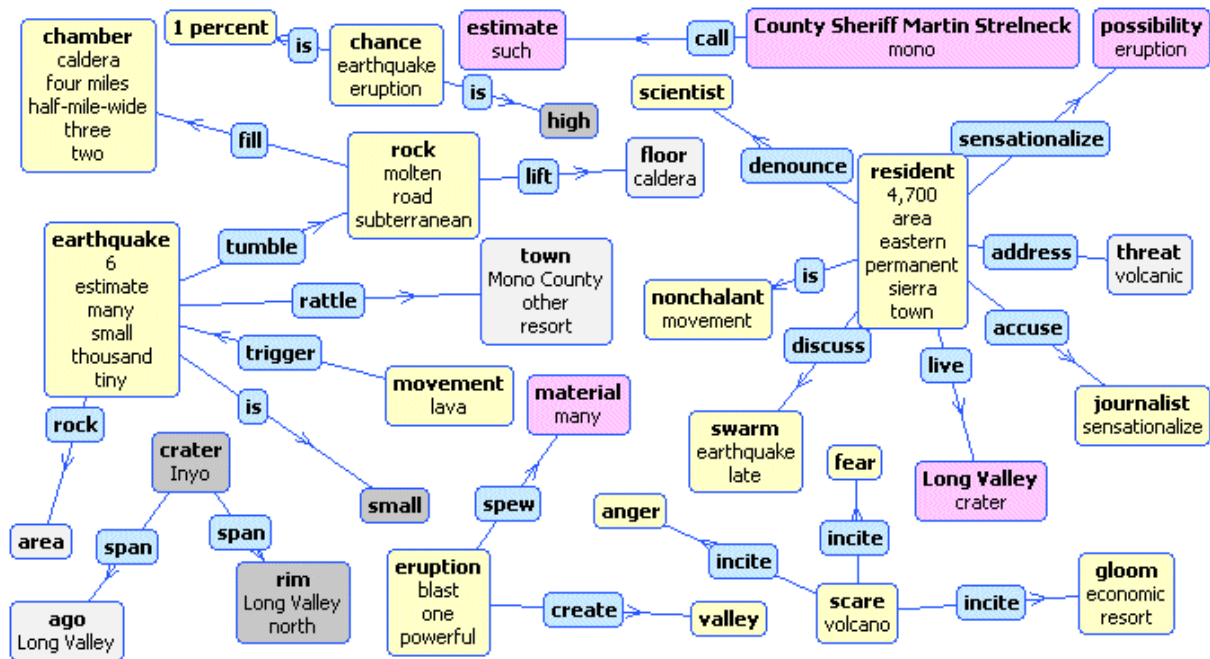 chamber
caldera
four miles
half-mile-wide
three
two
1 percent
is
chance
earthquake
eruption
is
high
estimate
such
call
County Sheriff Martin Strelneck
mono
possibility
eruption
scientist
sensationalize
denounce
fill
rock
molten
road
subterranean
lift
floor
caldera
resident
4,700
area
eastern
permanent
sierra
town
address
threat
volcanic
earthquake
6
estimate
many
small
thousand
tiny
tumble
rattle
town
Mono County
other
resort
is
nonchalant
movement
trigger
movement
lava
discuss
live
accuse
journalist
sensationalize
is
material
many
swarm
earthquake
late
rock
crater
Inyo
small
spew
fear
Long Valley
crater
area
span
span
anger
incite
incite
rim
Long Valley
north
eruption
blast
one
powerful
create
valley
scare
volcano
incite
gloom
economic
resort
ago
Long Valley